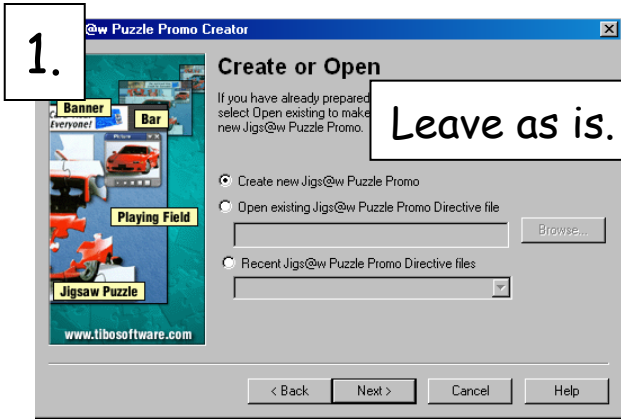 1.
@w Puzzle Promo Creator
Create or Open
If you have already prepared
select Open existing to make
new Jigs@w Puzzle Promo.
Leave as is.
Banner
Everyone!
Bar
Playing Field
Jigsaw Puzzle
www.tibosoftware.com
Create new Jigs@w Puzzle Promo
Open existing Jigs@w Puzzle Promo Directive file
Browse...
Recent Jigs@w Puzzle Promo Directive files
< Back Next > Cancel Help